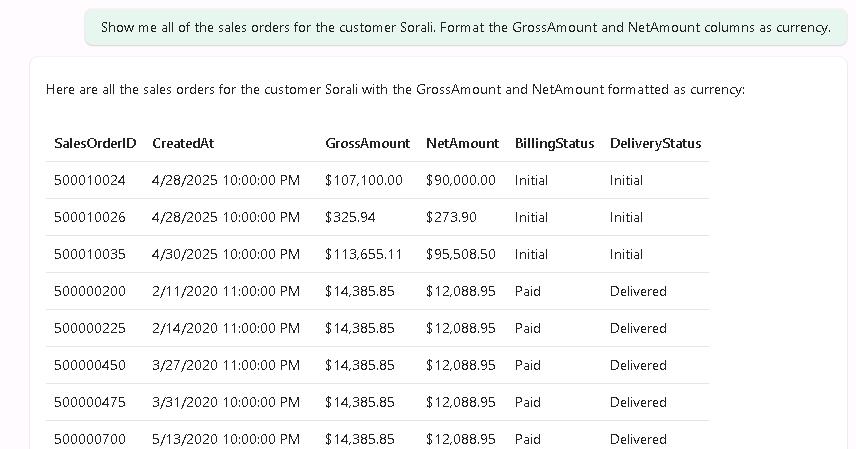 Show me all of the sales orders for the customer Sorali. Format the GrossAmount and NetAmount columns as currency.
Here are all the sales orders for the customer Sorali with the GrossAmount and NetAmount formatted as currency:
SalesOrderID CreatedAt GrossAmount NetAmount BillingStatus DeliveryStatus
500010024 4/28/2025 10:00:00 PM $107,100.00 $90,000.00 Initial Initial
500010026 4/28/2025 10:00:00 PM $325.94 $273.90 Initial Initial
500010035 4/30/2025 10:00:00 PM $113,655.11 $95,508.50 Initial Initial
500000200 2/11/2020 11:00:00 PM $14,385.85 $12,088.95 Paid Delivered
500000225 2/14/2020 11:00:00 PM $14,385.85 $12,088.95 Paid Delivered
500000450 3/27/2020 11:00:00 PM $14,385.85 $12,088.95 Paid Delivered
500000475 3/31/2020 10:00:00 PM $14,385.85 $12,088.95 Paid Delivered
500000700 5/13/2020 10:00:00 PM $14,385.85 $12,088.95 Paid Delivered